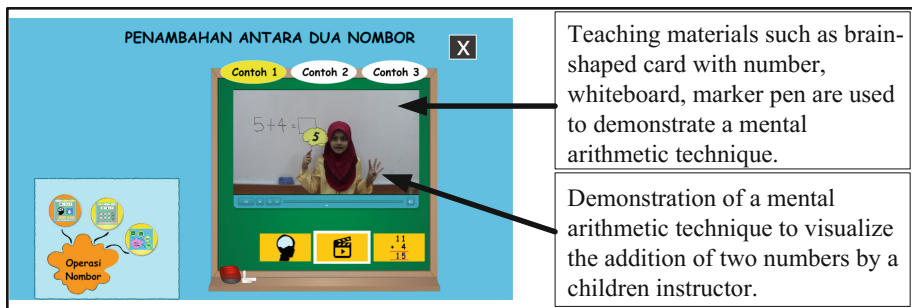 PENAMBAHAN ANTARA DUA NOMBOR
X
Contoh 1
Contoh 2
Contoh 3
5+4=
5
11
+ 4
15
Operasi
Nombor
Teaching materials such as brain-
shaped card with number,
whiteboard, marker pen are used
to demonstrate a mental
arithmetic technique.
Demonstration of a mental
arithmetic technique to visualize
the addition of two numbers by a
children instructor.